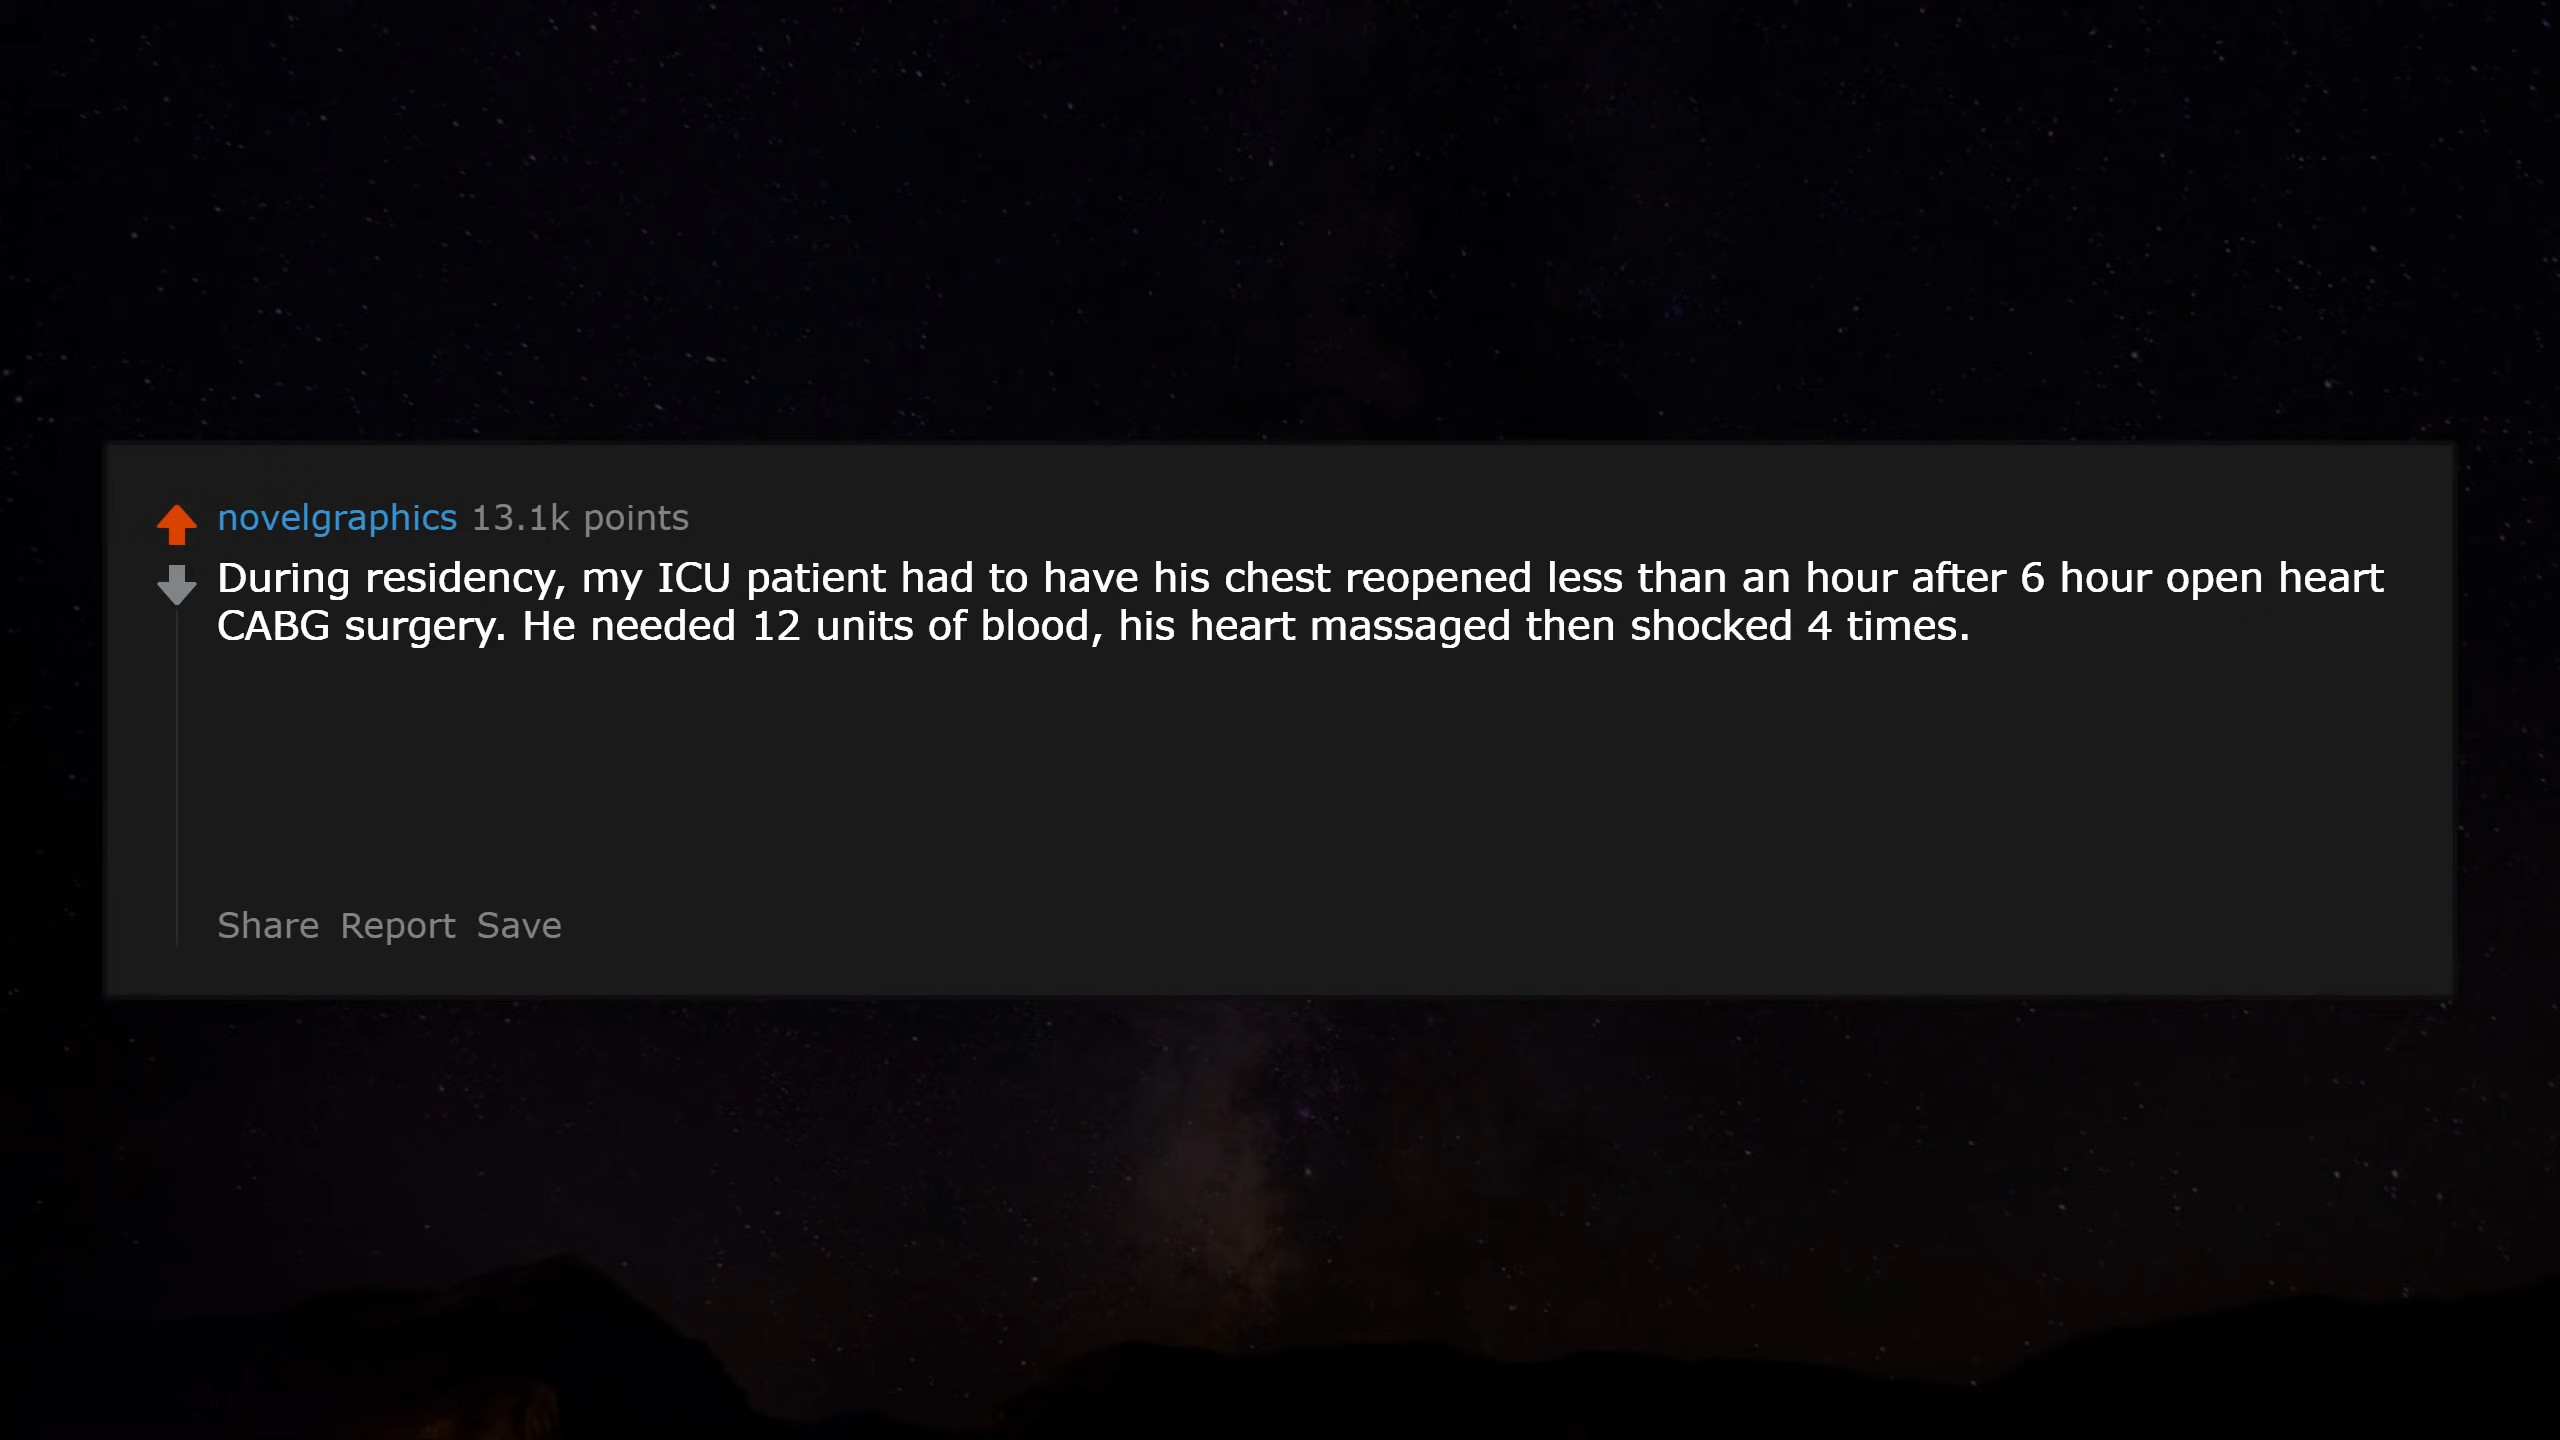 novelgraphics 13.1k points
During residency, my ICU patient had to have his chest reopened less than an hour after 6 hour open heart
CABG surgery. He needed 12 units of blood, his heart massaged then shocked 4 times.
Share Report Save